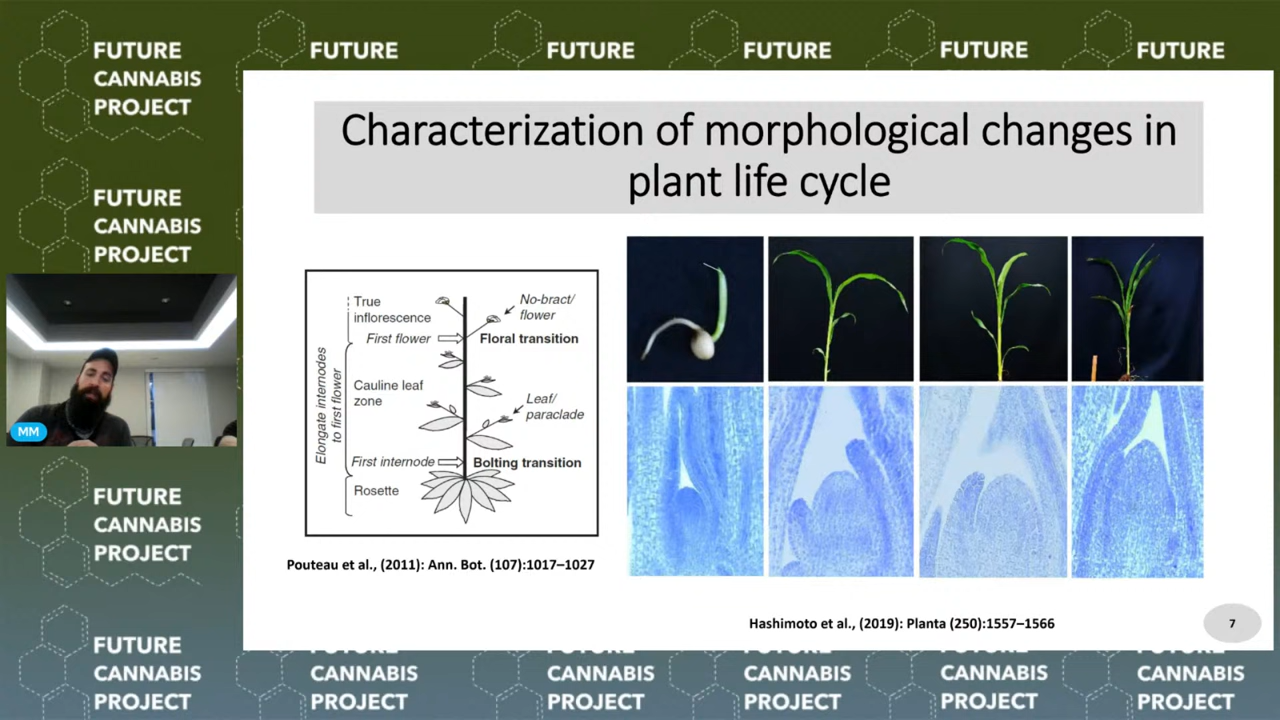 FUTURE
CANNABIS
PROJECT
FUTURE
FUTURE
FUTURE
FUTURE
FUTURE
FUTURE
CANNABIS
PROJECT
MM
FUTURE
CANNABIS
PROJECT
FUTURE
CANNABIS
PROJECT
Characterization of morphological changes in
plant life cycle
True
inflorescence
First flower
Elongate internodes
to first flower
Cauline leaf
zone
First internode
Rosette
No-bract/
flower
Floral transition
Leaf/
paraclade
Bolting transition
Pouteau et al., (2011): Ann. Bot. (107):1017–1027
Hashimoto et al., (2019): Planta (250):1557–1566
7
FUTURE
CANNABIS
PROJECT
FUTURE
CANNABIS
PROJECT
FUTURE
CANNABIS
PROJECT
FUTURE
CANNABIS
PROJECT
FUTURE
CANNABIS
PROJECT